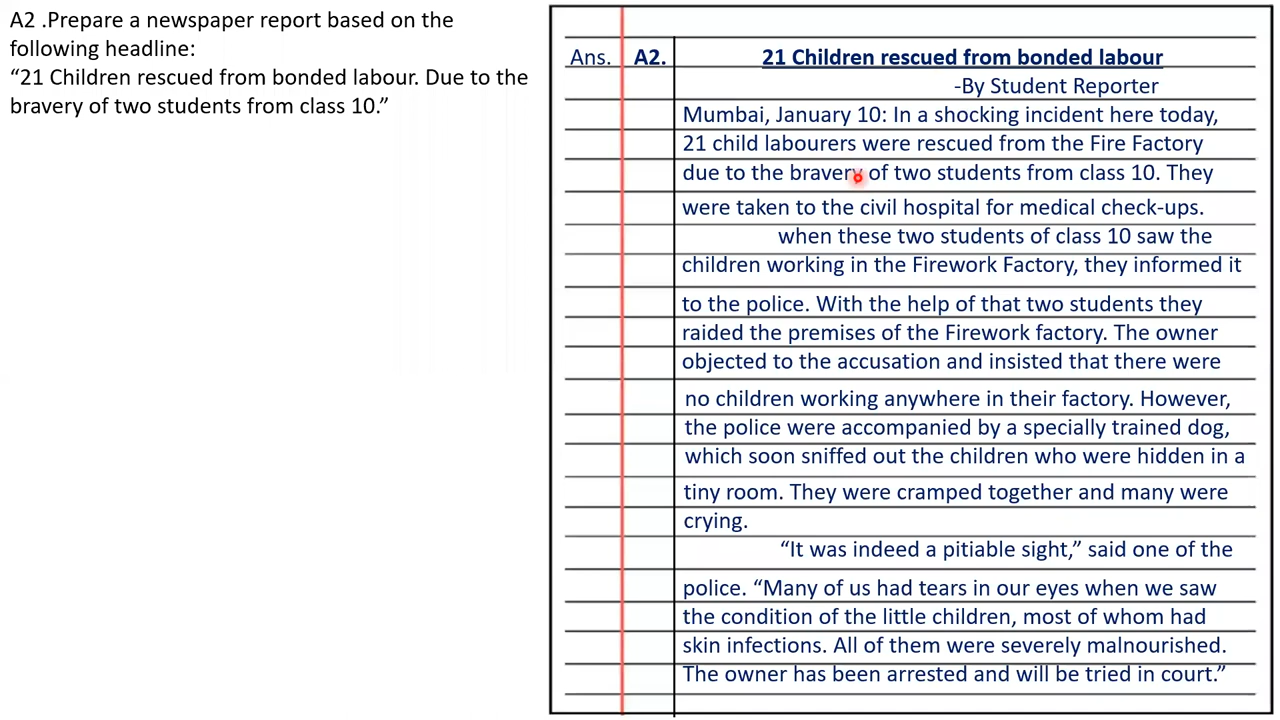 A2 .Prepare a newspaper report based on the
following headline:
“21 Children rescued from bonded labour. Due to the
bravery of two students from class 10.”
Ans. A2. 21 Children rescued from bonded labour
-By Student Reporter
Mumbai, January 10: In a shocking incident here today,
21 child labourers were rescued from the Fire Factory
due to the bravery of two students from class 10. They
were taken to the civil hospital for medical check-ups.
when these two students of class 10 saw the
children working in the Firework Factory, they informed it
to the police. With the help of that two students they
raided the premises of the Firework factory. The owner
objected to the accusation and insisted that there were
no children working anywhere in their factory. However,
the police were accompanied by a specially trained dog,
which soon sniffed out the children who were hidden in a
tiny room. They were cramped together and many were
crying.
“It was indeed a pitiable sight,” said one of the
police. “Many of us had tears in our eyes when we saw
the condition of the little children, most of whom had
skin infections. All of them were severely malnourished.
The owner has been arrested and will be tried in court.”